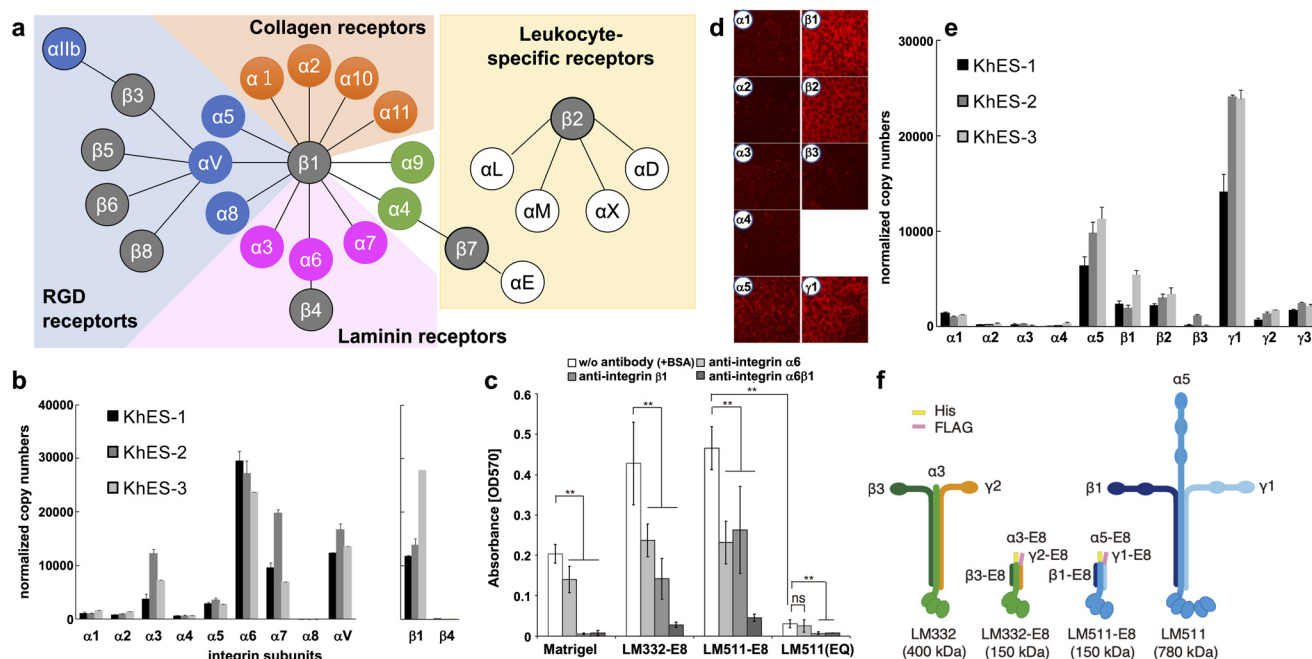 a
Collagen receptors
Leukocyte-
specific receptors
αIIb
β3
α5
α1
α2
α10
α11
β5
αV
β1
α9
β6
α8
α4
β8
α3
α6
α7
β7
β4
αE
β2
αL
αM
αX
αD
RGD
receptorts
Laminin receptors
b
normalized copy numbers
40000
30000
20000
10000
0
KhES-1
KhES-2
KhES-3
α1 α2 α3 α4 α5 α6 α7 α8 αV β1 β4
integrin subunits
c
w/o antibody (+BSA) anti-integrin α6
anti-integrin β1 anti-integrin α6β1
Absorbance [OD570]
0.6
0.5
0.4
0.3
0.2
0.1
0
**
**
**
**
**
ns
Matrigel LM332-E8 LM511-E8 LM511(EQ)
d
α1 β1
α2 β2
α3 β3
α4
α5 γ1
e
normalized copy numbers
30000
20000
10000
0
KhES-1
KhES-2
KhES-3
α1 α2 α3 α4 α5 β1 β2 β3 γ1 γ2 γ3
f
His
FLAG
α3
β3
γ2
α3-E8
γ2-E8
β3-E8
α5-E8
γ1-E8
β1-E8
α5
β1
γ1
LM332 LM332-E8 LM511-E8 LM511
(400 kDa) (150 kDa) (150 kDa) (780 kDa)